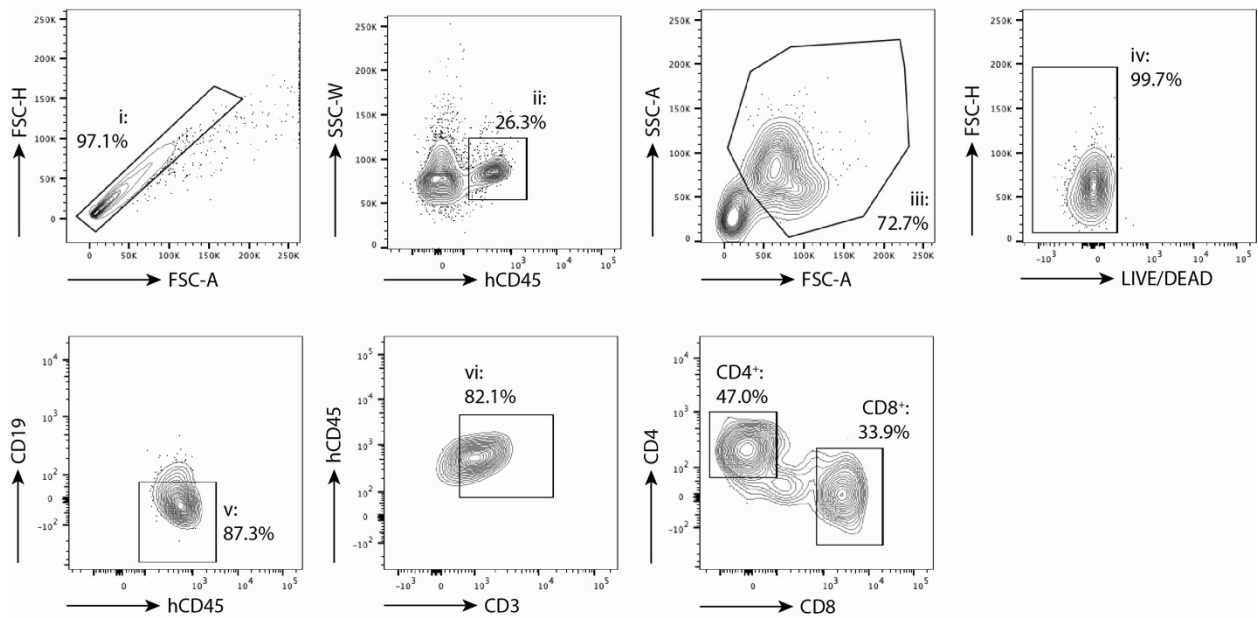 250K
200K
150K
100K
50K
0
FSC-H
i:
97.1%
0 50K 100K 150K 200K 250K
FSC-A
250K
200K
150K
100K
50K
0
SSC-W
ii:
26.3%
0 10³ 10⁴ 10⁵
hCD45
250K
200K
150K
100K
50K
0
SSC-A
iii:
72.7%
0 50K 100K 150K 200K 250K
FSC-A
250K
200K
150K
100K
50K
0
FSC-H
iv:
99.7%
-10³ 0 10³ 10⁴ 10⁵
LIVE/DEAD
10⁴
10³
10²
0
-10²
CD19
v:
87.3%
0 10³ 10⁴ 10⁵
hCD45
10⁵
10⁴
10³
10²
0
-10²
hCD45
vi:
82.1%
-10³ 0 10³ 10⁴ 10⁵
CD3
10⁴
10³
10²
0
-10²
CD4
CD4⁺:
47.0%
CD8⁺:
33.9%
0 10³ 10⁴ 10⁵
CD8